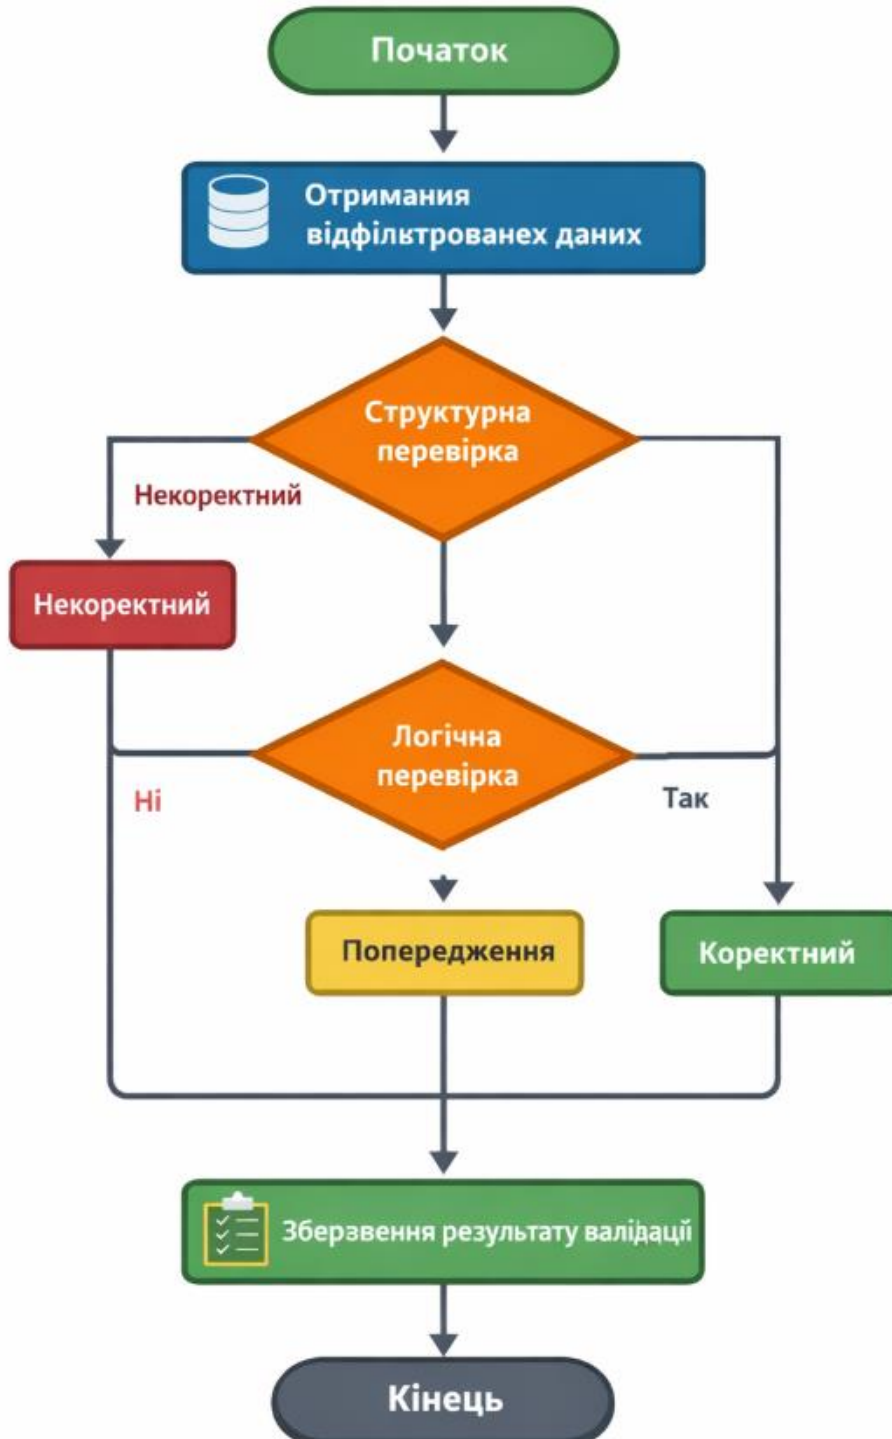 Початок
Отримания
відфільтрованех даних
Структурна
перевірка
Некоректний
Некоректний
Логічна
перевірка
Ні
Так
Попередження
Коректний
Зберзвення результату валідації
Кінець